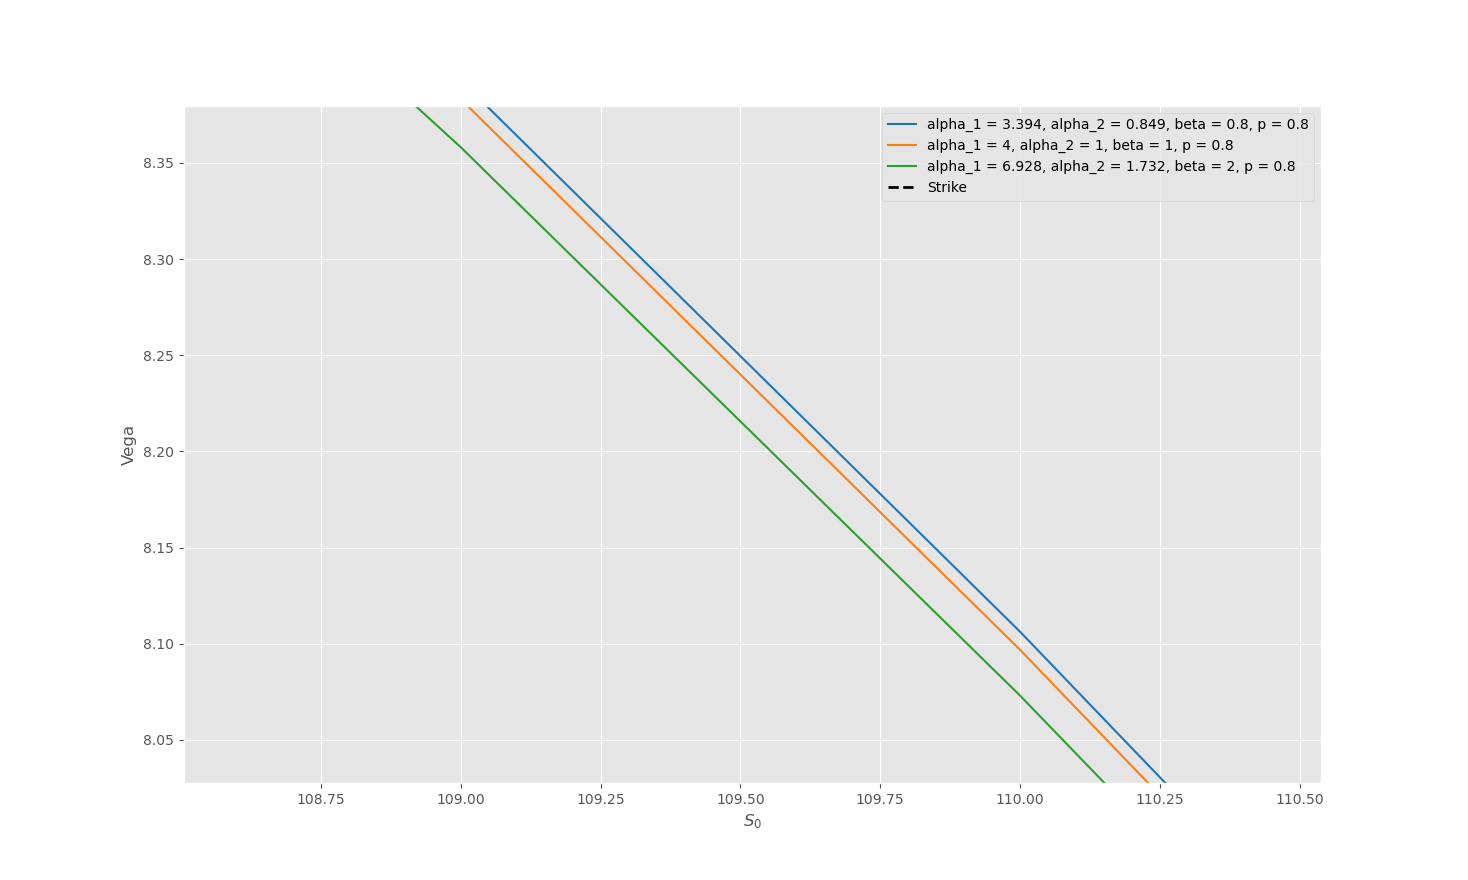 alpha_1 = 3.394, alpha_2 = 0.849, beta = 0.8, p = 0.8
alpha_1 = 4, alpha_2 = 1, beta = 1, p = 0.8
alpha_1 = 6.928, alpha_2 = 1.732, beta = 2, p = 0.8
Strike
8.35
8.30
8.25
8.20
8.15
8.10
8.05
Vega
108.75 109.00 109.25 109.50 109.75 110.00 110.25 110.50
S_0